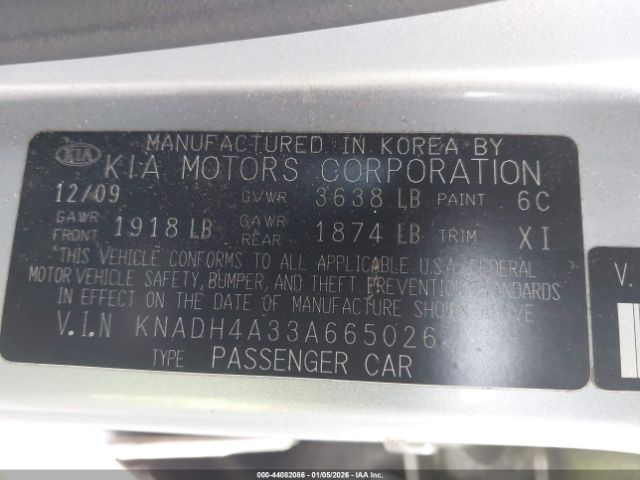 MANUFACTURED IN KOREA BY
KIA KIA MOTORS CORPORATION
12/09 GVWR 3638 LB PAINT 6C
GAWR FRONT 1918 LB GAWR REAR 1874 LB TRIM XI
THIS VEHICLE CONFORMS TO ALL APPLICABLE U.S.A. FEDERAL
MOTOR VEHICLE SAFETY, BUMPER, AND THEFT PREVENTION STANDARDS
IN EFFECT ON THE DATE OF MANUFACTURE SHOWN ABOVE
V.I.N KNADH4A33A665026
TYPE PASSENGER CAR
V.
000-44082086 - 01/05/2026 - IAA Inc.